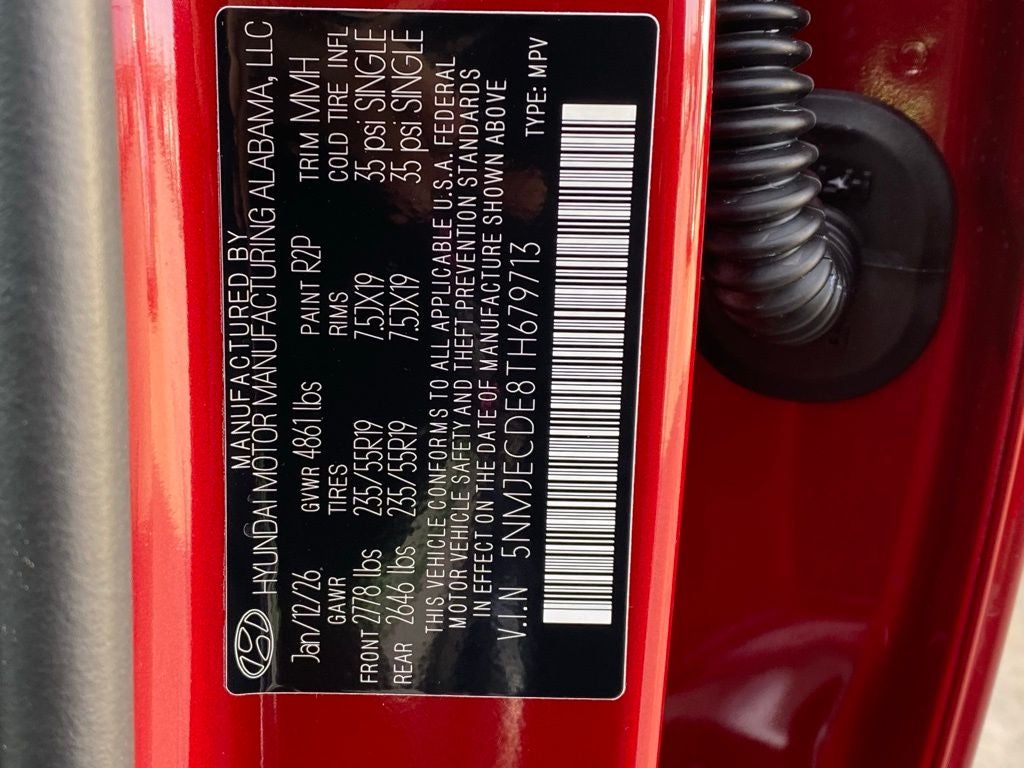 MANUFACTURED BY
HYUNDAI MOTOR MANUFACTURING ALABAMA, LLC
Jan/12/26 GVWR 4861 lbs PAINT R2P TRIM MMH
GAWR TIRES RIMS COLD TIRE INFL
FRONT 2778 lbs 235/55R19 7.5JX19 35 psi SINGLE
REAR 2646 lbs 235/55R19 7.5JX19 35 psi SINGLE
THIS VEHICLE CONFORMS TO ALL APPLICABLE U.S.A. FEDERAL
MOTOR VEHICLE SAFETY AND THEFT PREVENTION STANDARDS
IN EFFECT ON THE DATE OF MANUFACTURE SHOWN ABOVE
V.I.N 5NMJECDE8TH679713 TYPE: MPV